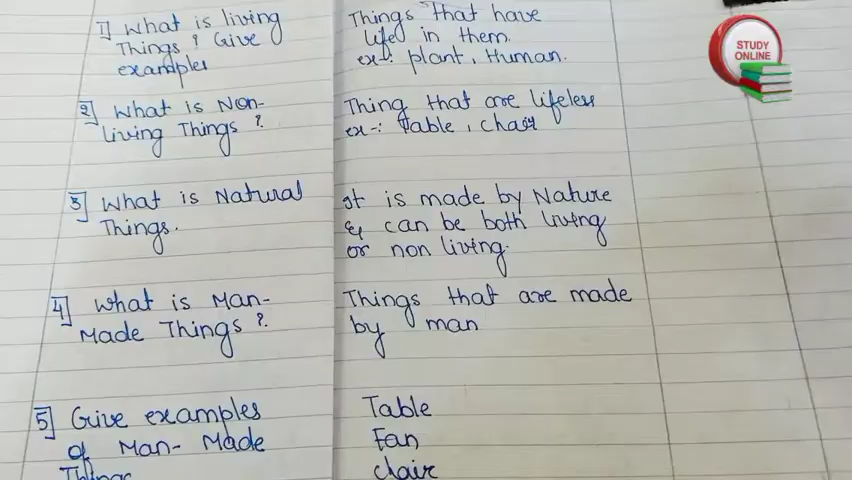 1] What is living
Things? Give
examples
Things that have
life in them.
ex-: plant, Human.
2] What is Non-
living Things?
Thing that are lifeless
ex-: Table, chair
3] What is Natural
Things.
It is made by Nature
& can be both living
or non living.
4] What is Man-
Made Things?
Things that are made
by man
5] Give examples
of Man- Made
Things
Table
Fan
chair
STUDY
ONLINE